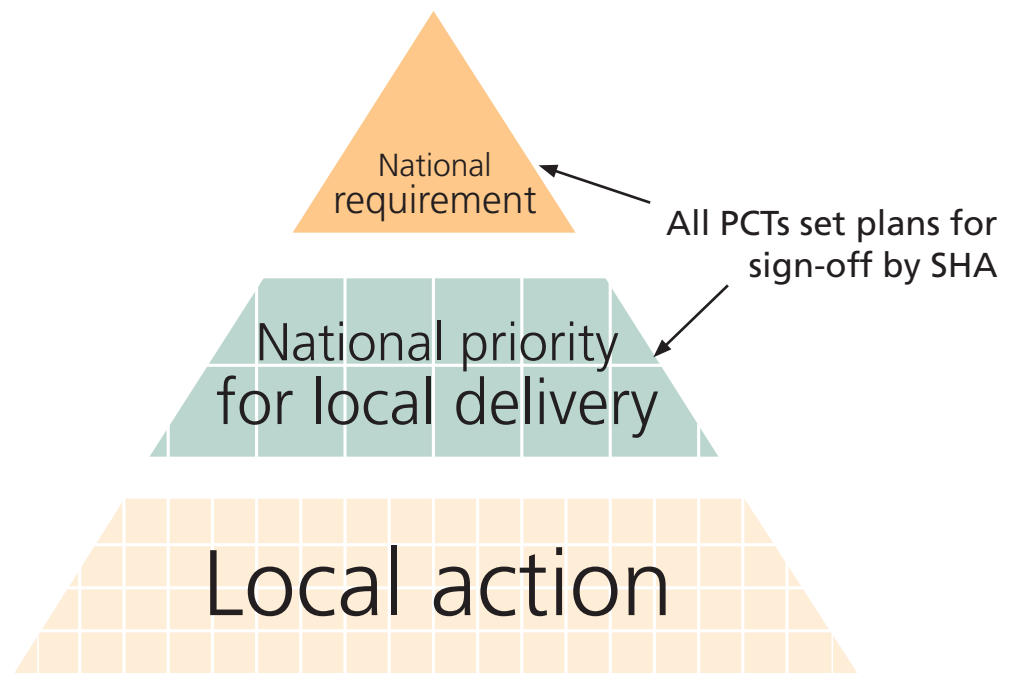 National
requirement
All PCTs set plans for
sign-off by SHA
National priority
for local delivery
Local action